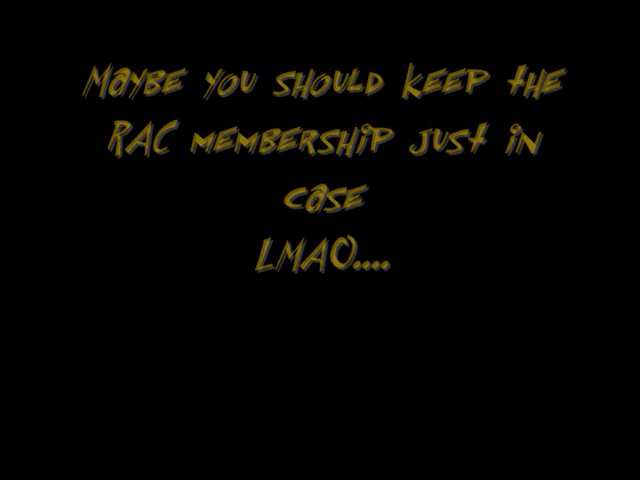 Maybe you should keep the
RAC membership just in
case
LMAO....